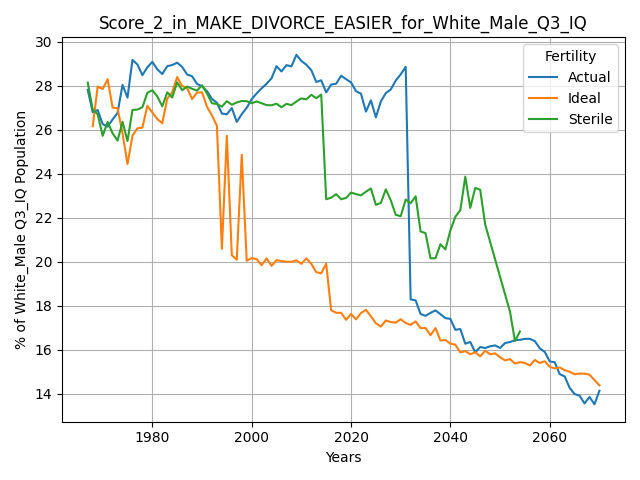 Score_2_in_MAKE_DIVORCE_EASIER_for_White_Male_Q3_IQ
30
28
26
24
22
20
18
16
14
% of White_Male Q3_IQ Population
Fertility
Actual
Ideal
Sterile
1980
2000
2020
2040
2060
Years